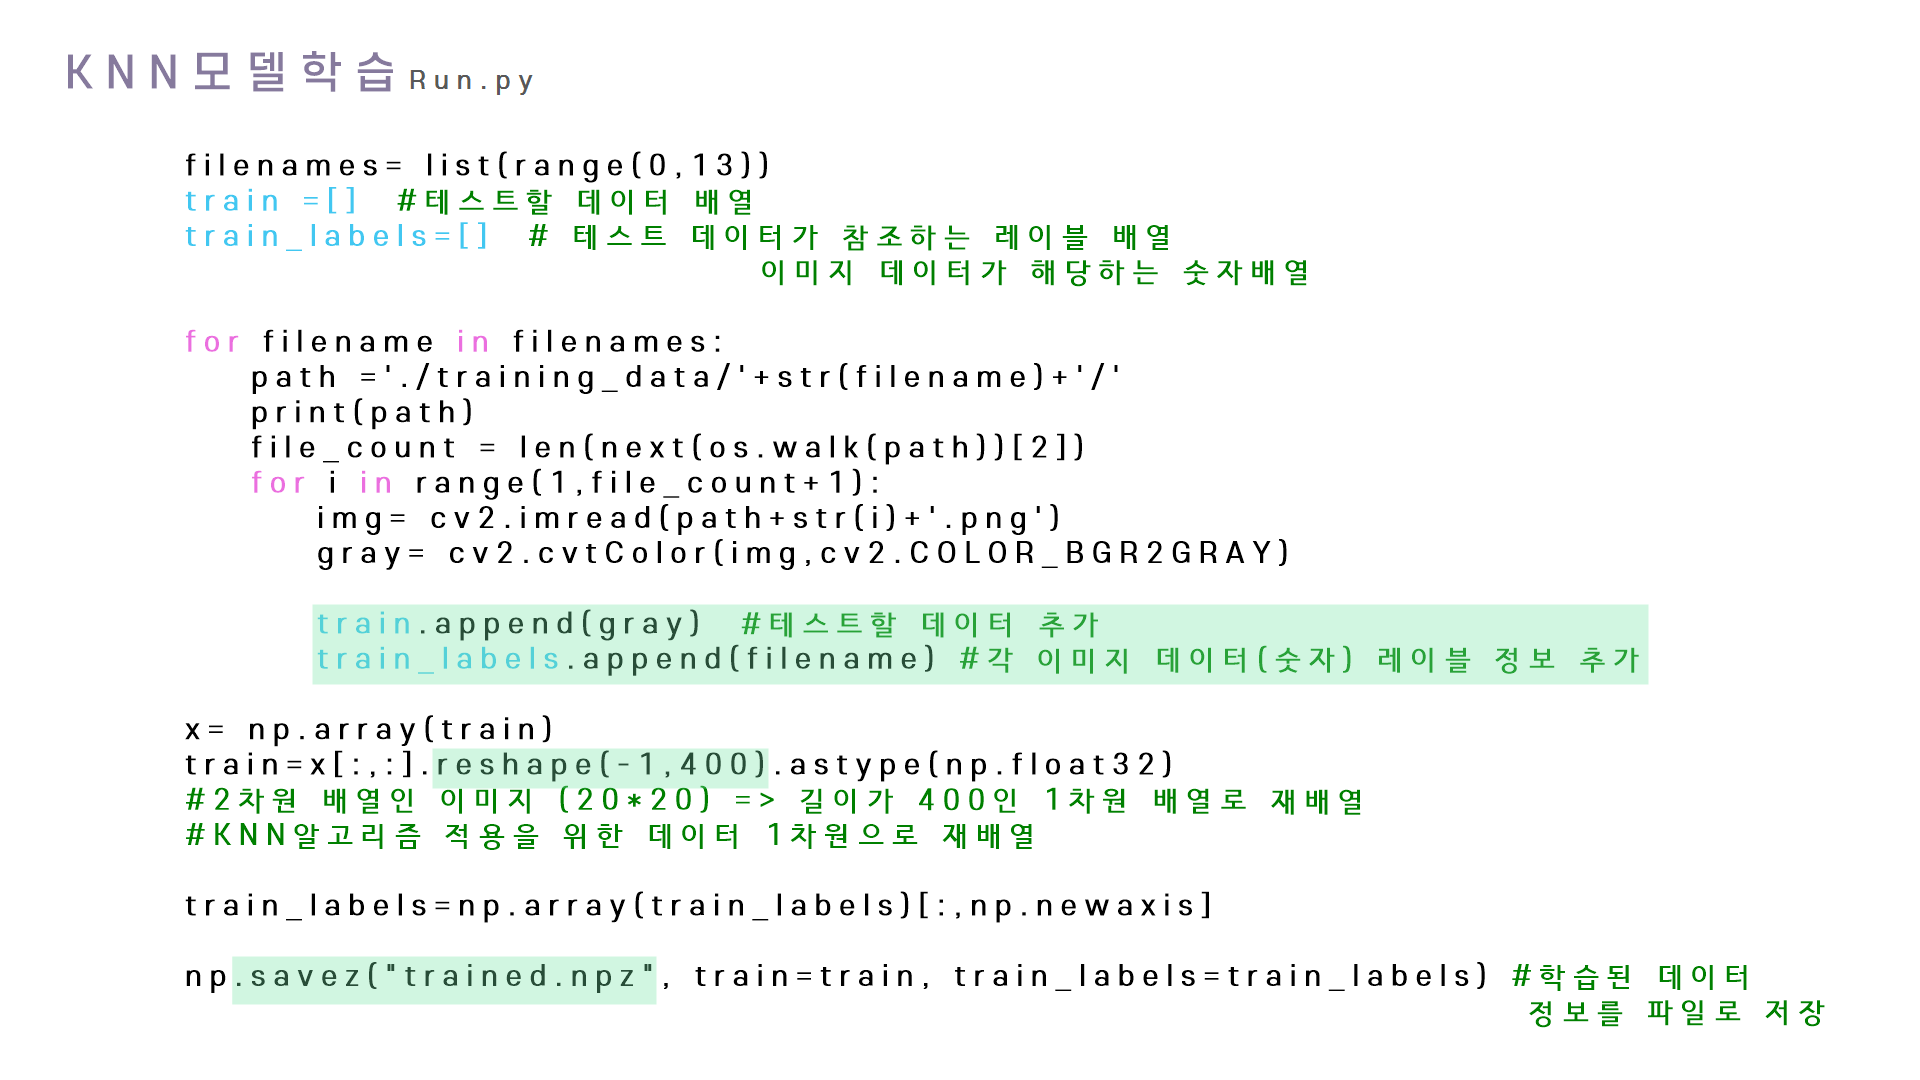 KNN모델학습 Run.py
filenames= list(range(0,13))
train =[]  #테스트할 데이터 배열
train_labels=[]  # 테스트 데이터가 참조하는 레이블 배열
이미지 데이터가 해당하는 숫자배열
for filename in filenames:
path ='./training_data/'+str(filename)+'/'
print(path)
file_count = len(next(os.walk(path))[2])
for i in range(1,file_count+1):
img= cv2.imread(path+str(i)+'.png')
gray= cv2.cvtColor(img,cv2.COLOR_BGR2GRAY)
train.append(gray)  #테스트할 데이터 추가
train_labels.append(filename) #각 이미지 데이터(숫자) 레이블 정보 추가
x= np.array(train)
train=x[:,:].reshape(-1,400).astype(np.float32)
#2차원 배열인 이미지 (20*20) => 길이가 400인 1차원 배열로 재배열
#KNN알고리즘 적용을 위한 데이터 1차원으로 재배열
train_labels=np.array(train_labels)[:,np.newaxis]
np.savez("trained.npz", train=train, train_labels=train_labels) #학습된 데이터
정보를 파일로 저장